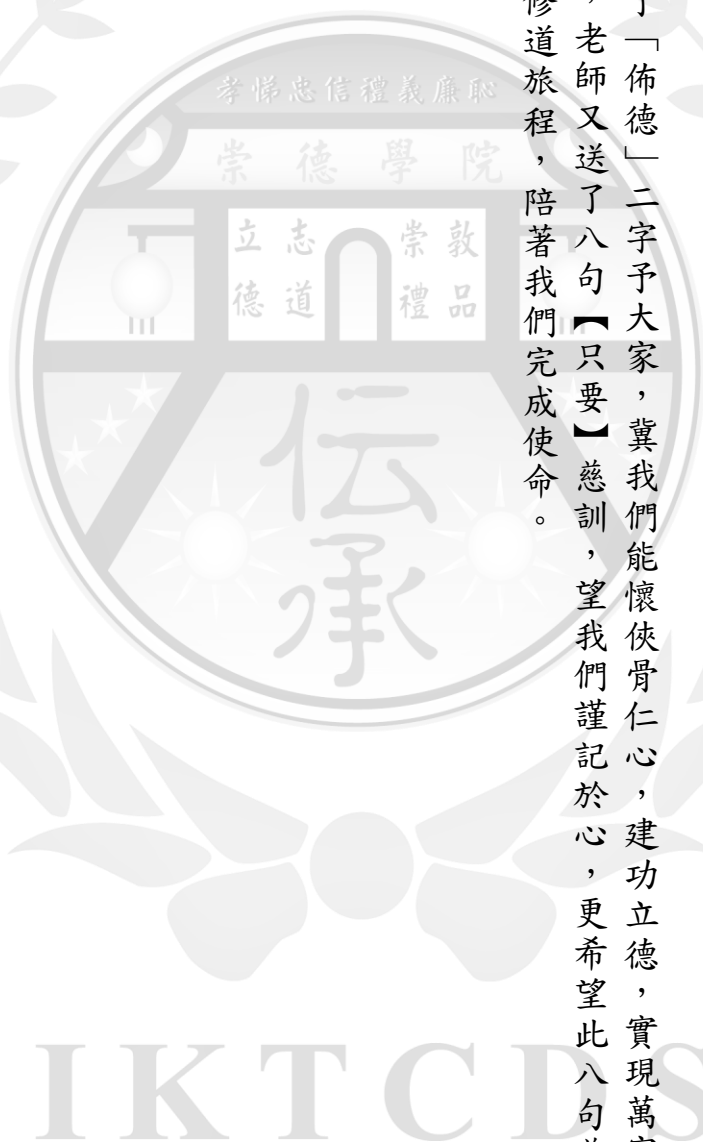 「佈德」二字予大家，冀我們能懷俠骨仁心，建功立德，實現萬
，老師又送了八句【只要】慈訓，望我們謹記於心，更希望此八句
修道旅程，陪著我們完成使命。
孝悌忠信禮義廉恥
崇德學院
立志 崇敦
德道 禮品
伝承
IKTCDS